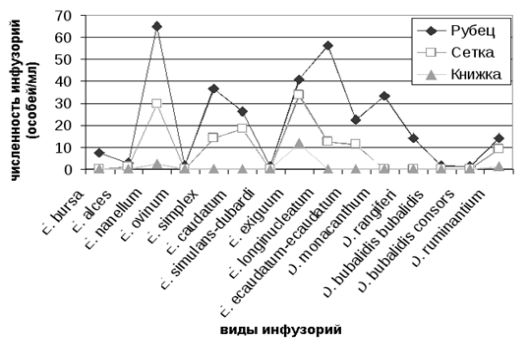 численность инфузорий
(особей/мл)
70
60
50
40
30
20
10
0
Рубец
Сетка
Книжка
E. bursa
E. alces
E. nanellum
E. ovinum
E. simplex
E. caudatum
E. simulans-dubardi
E. exiguum
E. longinucleatum
E. ecaudatum-ecaudatum
D. monacanthum
D. rangiferi
D. bubalidis bubalidis
D. bubalidis consors
D. ruminantium
виды инфузорий